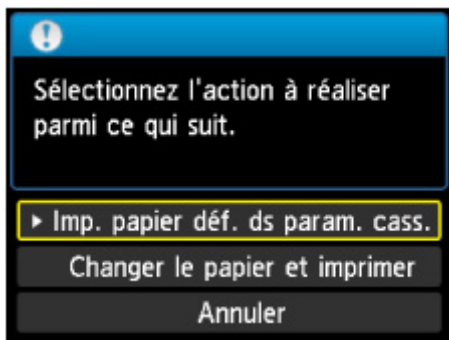 Sélectionnez l'action à réaliser
parmi ce qui suit.
Imp. papier déf. ds param. cass.
Changer le papier et imprimer
Annuler